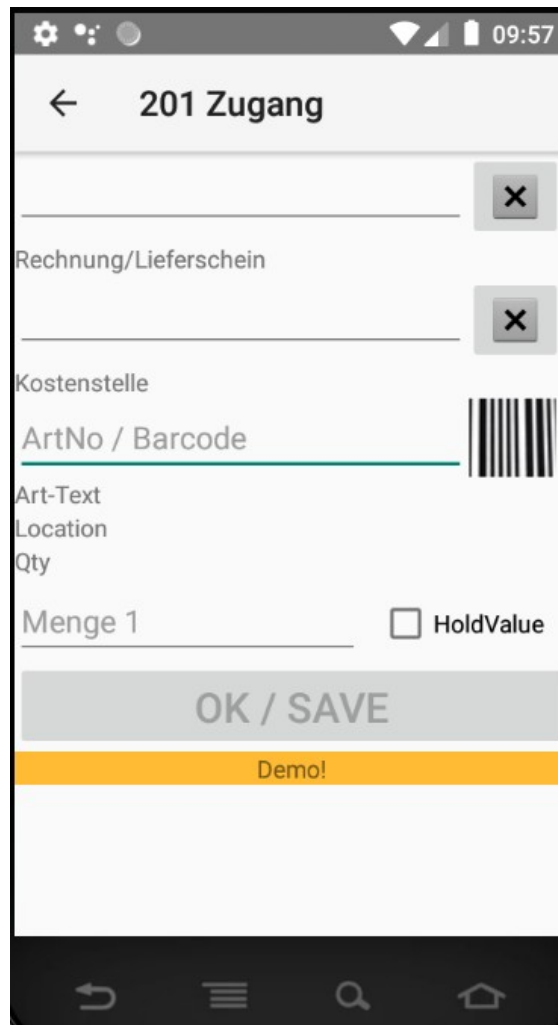 09:57
201 Zugang
Rechnung/Lieferschein
Kostenstelle
ArtNo / Barcode
Art-Text
Location
Qty
Menge 1
HoldValue
OK / SAVE
Demo!